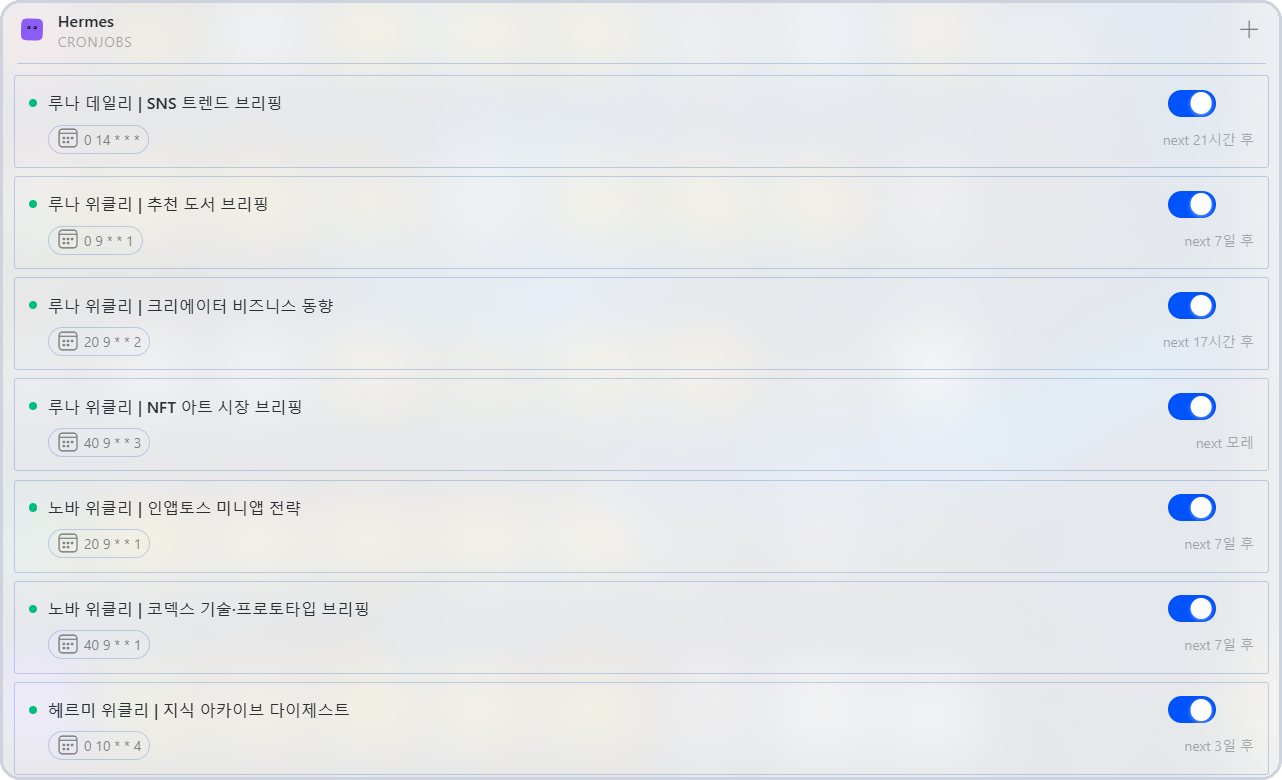 Hermes
CRONJOBS
루나 데일리 | SNS 트렌드 브리핑
0 14 * * *
next 21시간 후
루나 위클리 | 추천 도서 브리핑
0 9 * * 1
next 7일 후
루나 위클리 | 크리에이터 비즈니스 동향
20 9 * * 2
next 17시간 후
루나 위클리 | NFT 아트 시장 브리핑
40 9 * * 3
next 모레
노바 위클리 | 인앱토스 미니앱 전략
20 9 * * 1
next 7일 후
노바 위클리 | 코덱스 기술·프로토타입 브리핑
40 9 * * 1
next 7일 후
헤르미 위클리 | 지식 아카이브 다이제스트
0 10 * * 4
next 3일 후